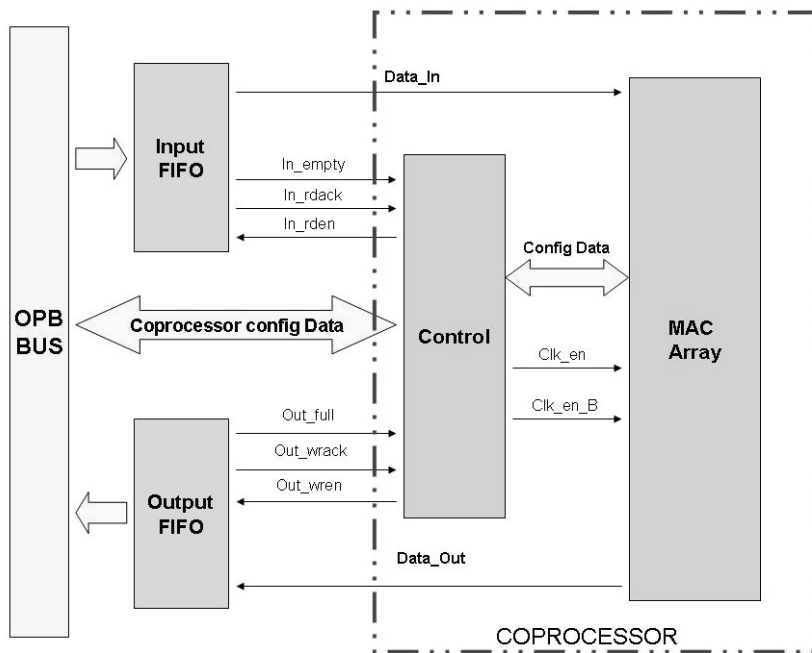 Data_In
Input
FIFO
In_empty
In_rdack
In_rden
Config Data
OPB
BUS
Coprocessor config Data
Control
MAC
Array
Clk_en
Clk_en_B
Out_full
Out_wrack
Out_wren
Output
FIFO
Data_Out
COPROCESSOR